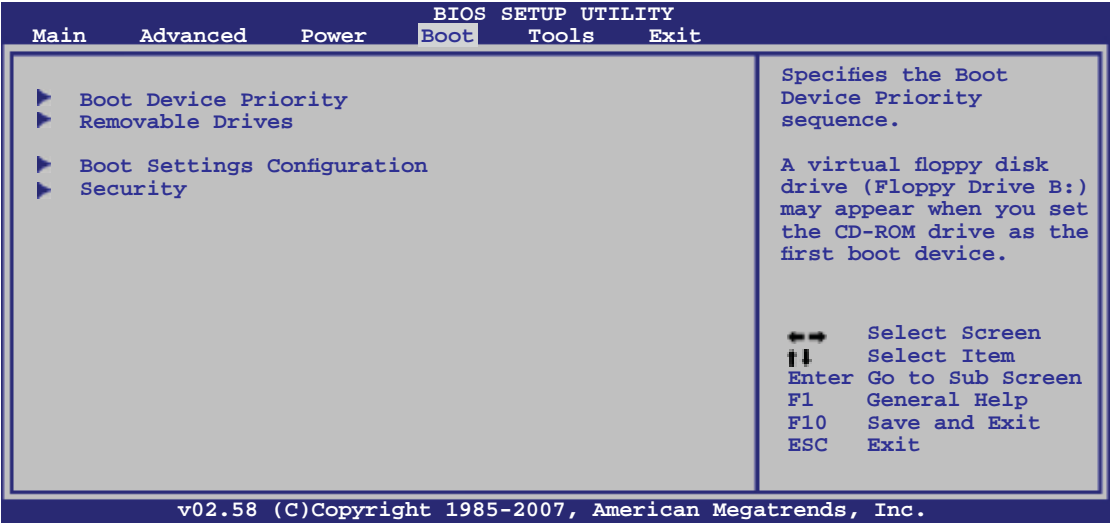 BIOS SETUP UTILITY
Main Advanced Power Boot Tools Exit
Boot Device Priority
Removable Drives
Boot Settings Configuration
Security
Specifies the Boot
Device Priority
sequence.
A virtual floppy disk
drive (Floppy Drive B:)
may appear when you set
the CD-ROM drive as the
first boot device.
Select Screen
Select Item
Enter Go to Sub Screen
F1 General Help
F10 Save and Exit
ESC Exit
v02.58 (C)Copyright 1985-2007, American Megatrends, Inc.